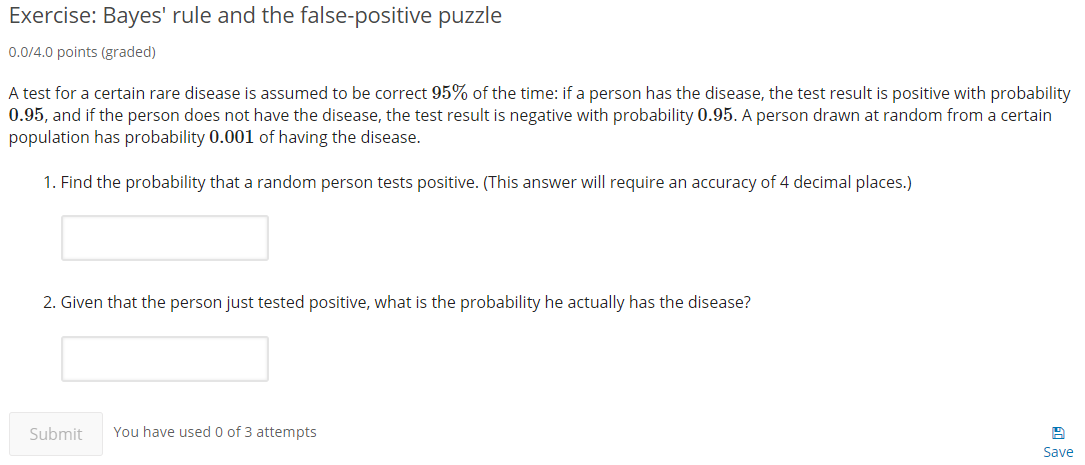 Exercise: Bayes' rule and the false-positive puzzle
0.0/4.0 points (graded)
A test for a certain rare disease is assumed to be correct 95% of the time: if a person has the disease, the test result is positive with probability
0.95, and if the person does not have the disease, the test result is negative with probability 0.95. A person drawn at random from a certain
population has probability 0.001 of having the disease.
1. Find the probability that a random person tests positive. (This answer will require an accuracy of 4 decimal places.)
2. Given that the person just tested positive, what is the probability he actually has the disease?
Submit You have used 0 of 3 attempts
Save